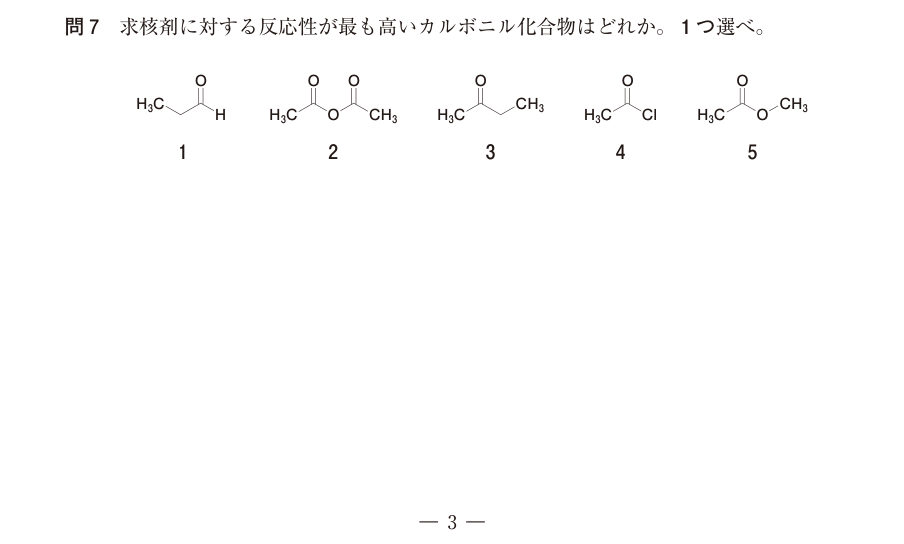 問7 求核剤に対する反応性が最も高いカルボニル化合物はどれか。1つ選べ。
O O O O O O
H₃C H H₃C O CH₃ H₃C CH₃ H₃C Cl H₃C O CH₃
1 2 3 4 5
— 3 —